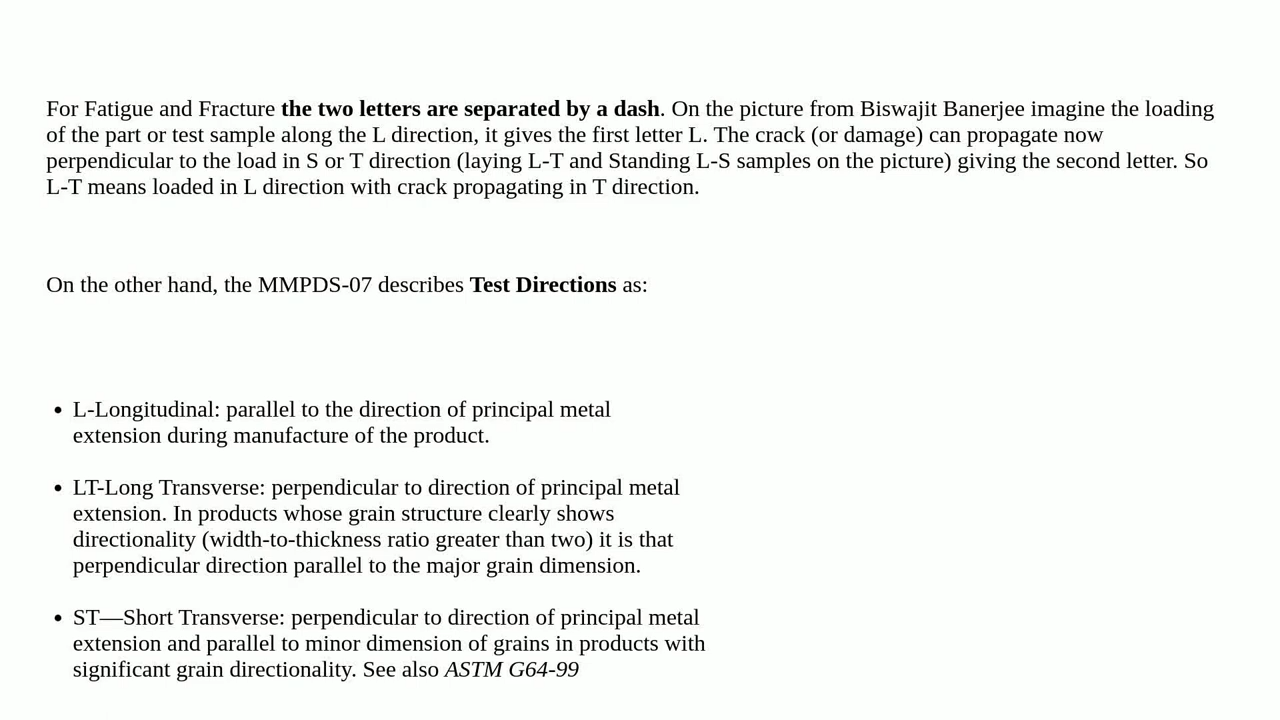 For Fatigue and Fracture the two letters are separated by a dash. On the picture from Biswajit Banerjee imagine the loading
of the part or test sample along the L direction, it gives the first letter L. The crack (or damage) can propagate now
perpendicular to the load in S or T direction (laying L-T and Standing L-S samples on the picture) giving the second letter. So
L-T means loaded in L direction with crack propagating in T direction.
On the other hand, the MMPDS-07 describes Test Directions as:
• L-Longitudinal: parallel to the direction of principal metal
extension during manufacture of the product.
• LT-Long Transverse: perpendicular to direction of principal metal
extension. In products whose grain structure clearly shows
directionality (width-to-thickness ratio greater than two) it is that
perpendicular direction parallel to the major grain dimension.
• ST—Short Transverse: perpendicular to direction of principal metal
extension and parallel to minor dimension of grains in products with
significant grain directionality. See also ASTM G64-99